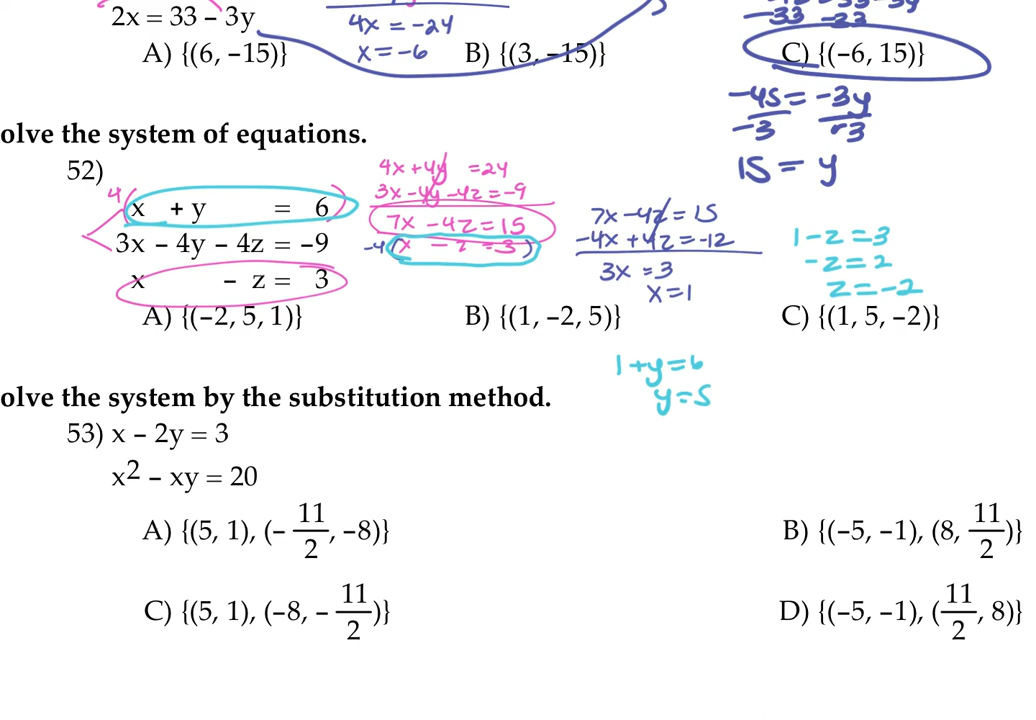 2x = 33 – 3y
4x = -24
-33 -33
A) {(6, –15)}
x = -6
B) {(3, –15)}
C) {(–6, 15)}
-45 = -3y
-3 -3
15 = y
olve the system of equations.
52)
4x+4y =24
3x-4y-4z=-9
4(x + y = 6)
7x -4z=15
-4(x - z =3)
7x-4z=15
-4x+4z=-12
3x =3
x=1
1-z=3
-z=2
z=-2
3x – 4y – 4z = –9
x – z = 3
A) {(–2, 5, 1)}
B) {(1, –2, 5)}
C) {(1, 5, –2)}
1+y=6
y=5
olve the system by the substitution method.
53) x – 2y = 3
x2 – xy = 20
A) {(5, 1), (– 11/2, –8)}
B) {(–5, –1), (8, 11/2)}
C) {(5, 1), (–8, – 11/2)}
D) {(–5, –1), (11/2, 8)}